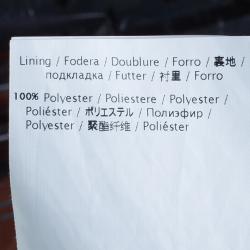 Lining / Fodera / Doublure / Forro / 裏地 /
подкладка / Futter / 衬里 / Forro
100% Polyester / Poliestere / Polyester /
Poliéster / ポリエステル / Полиэфир /
Polyester / 聚酯纤维 / Poliéster